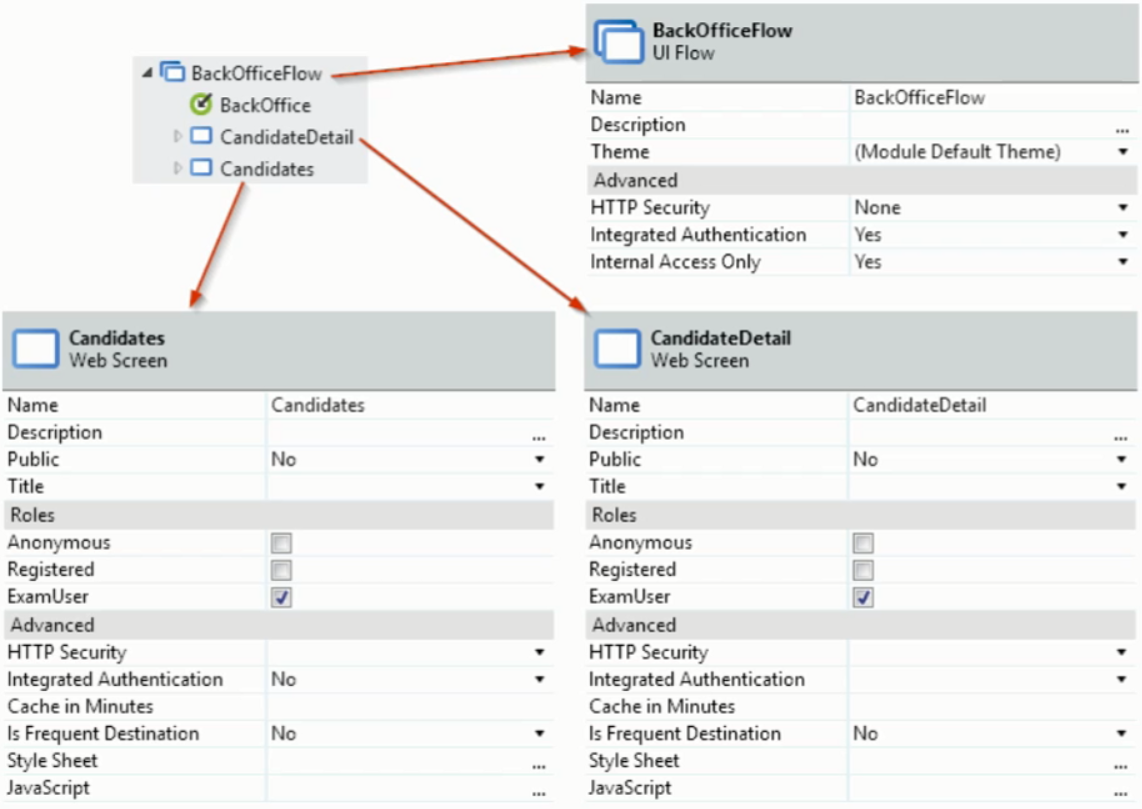 BackOfficeFlow
BackOffice
CandidateDetail
Candidates
BackOfficeFlow
UI Flow
Name BackOfficeFlow
Description ...
Theme (Module Default Theme)
Advanced
HTTP Security None
Integrated Authentication Yes
Internal Access Only Yes
Candidates
Web Screen
Name Candidates
Description ...
Public No
Title
Roles
Anonymous
Registered
ExamUser
Advanced
HTTP Security
Integrated Authentication No
Cache in Minutes
Is Frequent Destination No
Style Sheet ...
JavaScript ...
CandidateDetail
Web Screen
Name CandidateDetail
Description ...
Public No
Title
Roles
Anonymous
Registered
ExamUser
Advanced
HTTP Security
Integrated Authentication
Cache in Minutes
Is Frequent Destination No
Style Sheet ...
JavaScript ...